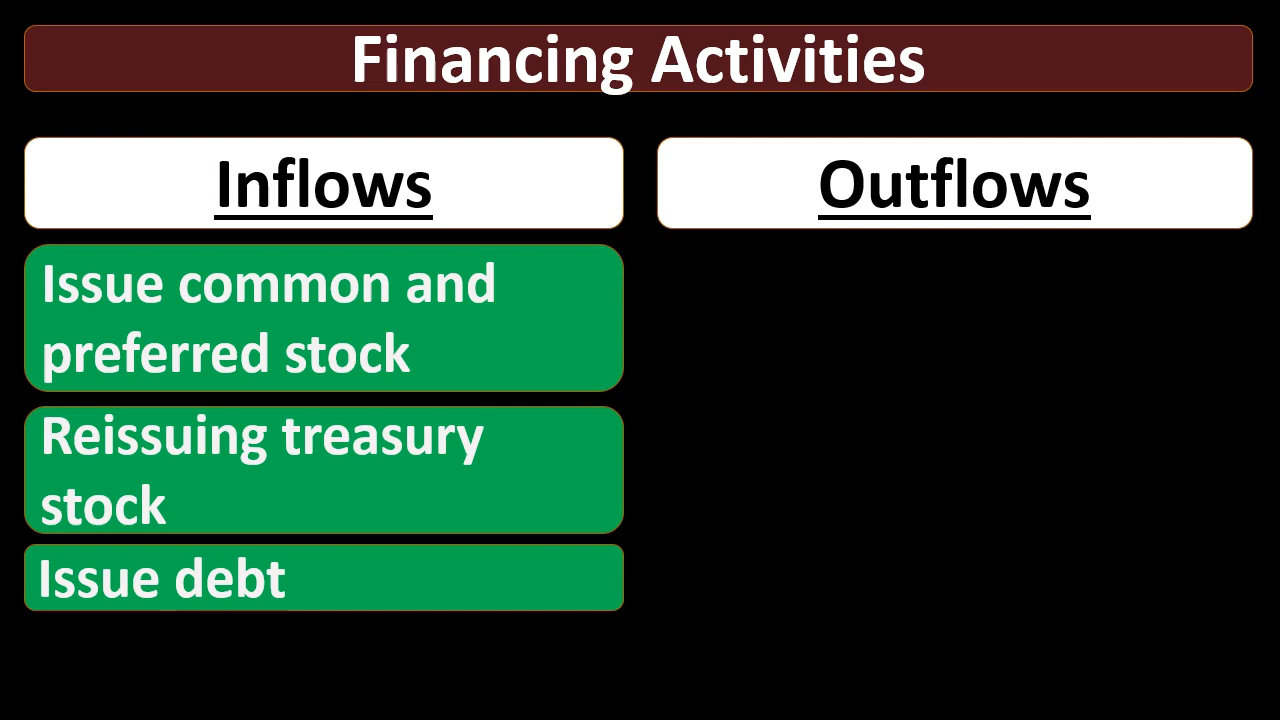 Financing Activities
Inflows
Outflows
Issue common and
preferred stock
Reissuing treasury
stock
Issue debt